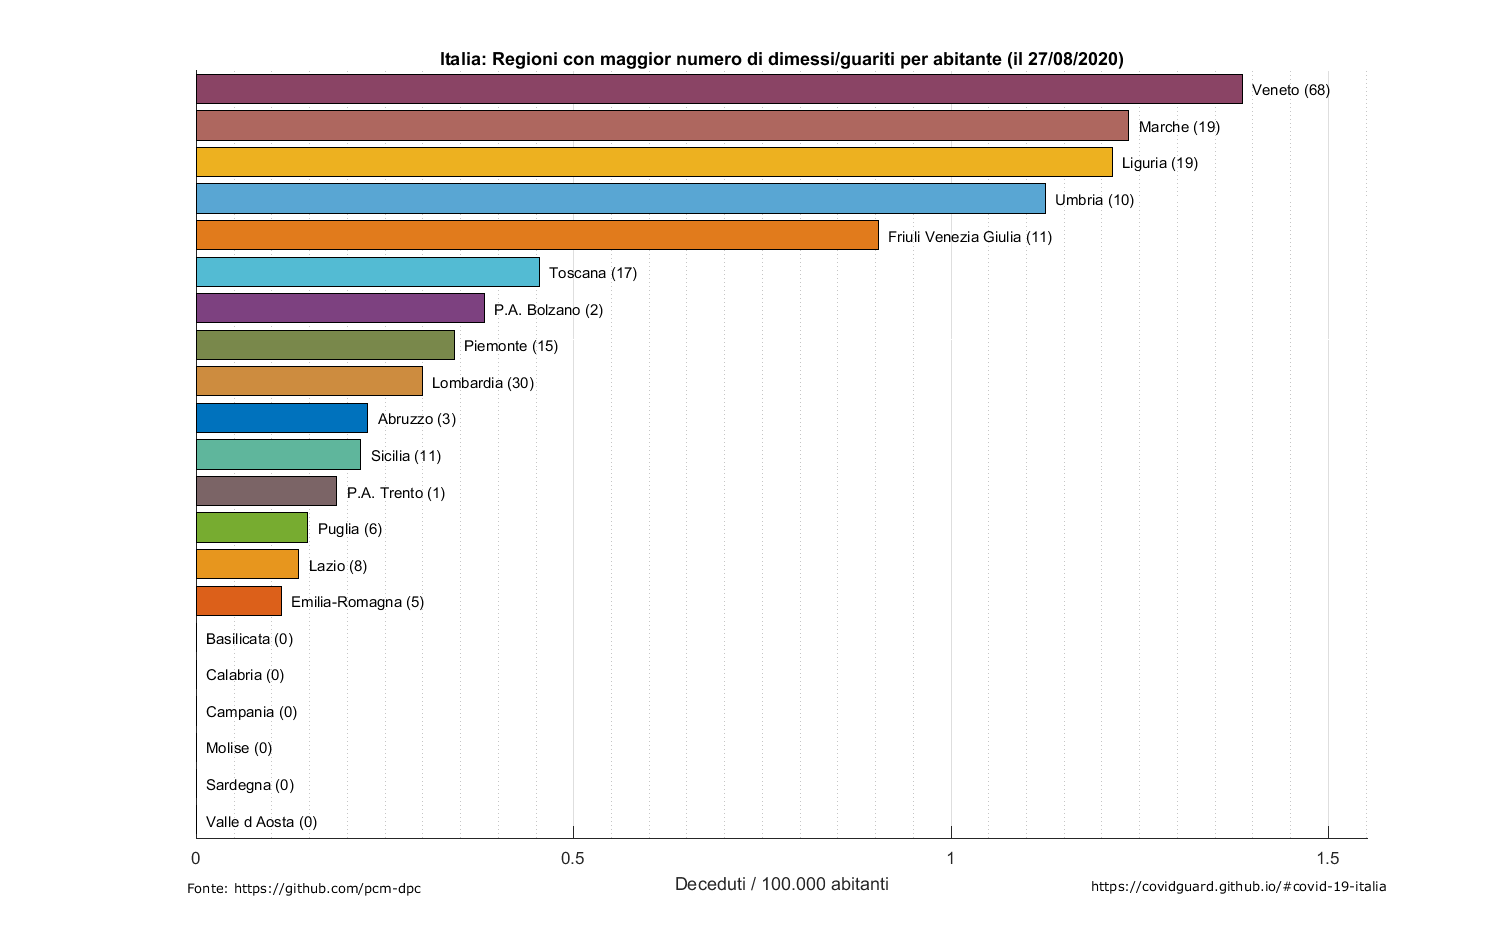 Italia: Regioni con maggior numero di dimessi/guariti per abitante (il 27/08/2020)
Veneto (68)
Marche (19)
Liguria (19)
Umbria (10)
Friuli Venezia Giulia (11)
Toscana (17)
P.A. Bolzano (2)
Piemonte (15)
Lombardia (30)
Abruzzo (3)
Sicilia (11)
P.A. Trento (1)
Puglia (6)
Lazio (8)
Emilia-Romagna (5)
Basilicata (0)
Calabria (0)
Campania (0)
Molise (0)
Sardegna (0)
Valle d Aosta (0)
0 0.5 1 1.5
Deceduti / 100.000 abitanti
Fonte: https://github.com/pcm-dpc
https://covidguard.github.io/#covid-19-italia